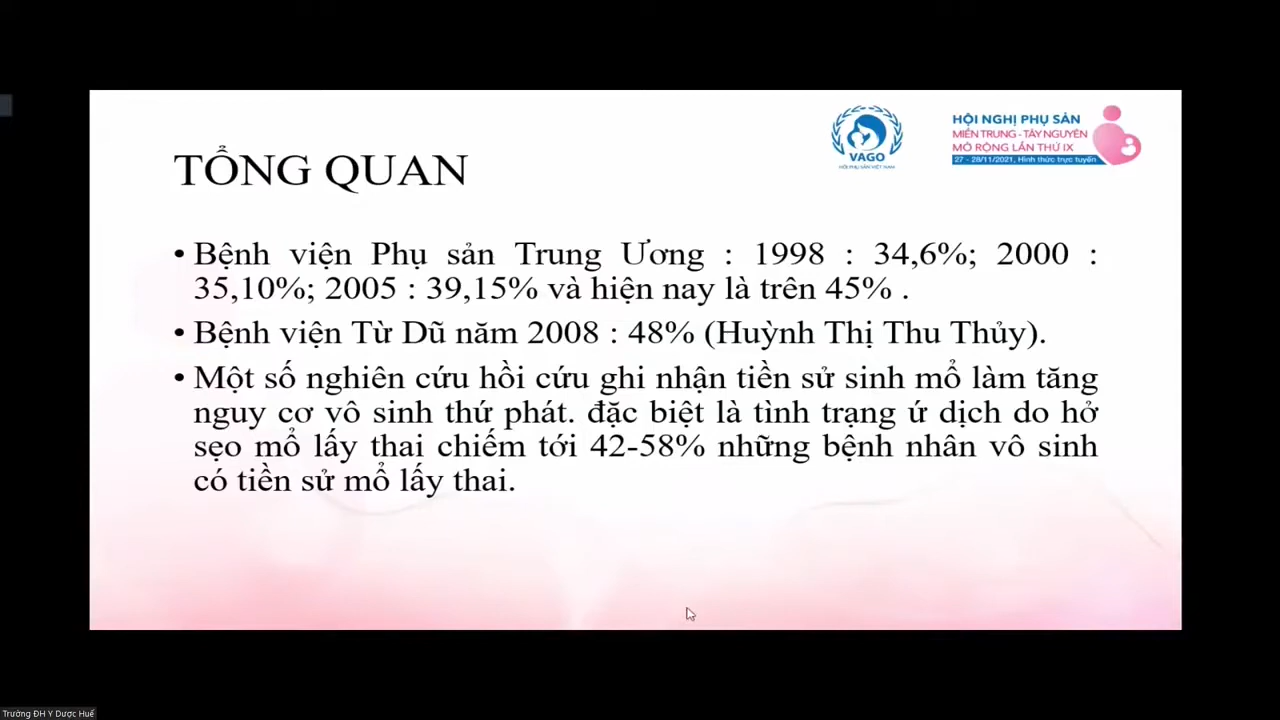 VAGO
HỘI PHỤ SẢN VIỆT NAM
HỘI NGHỊ PHỤ SẢN
MIỀN TRUNG - TÂY NGUYÊN
MỞ RỘNG LẦN THỨ IX
27 - 28/11/2021, Hình thức trực tuyến
TỔNG QUAN
• Bệnh viện Phụ sản Trung Ương : 1998 : 34,6%; 2000 :
35,10%; 2005 : 39,15% và hiện nay là trên 45% .
• Bệnh viện Từ Dũ năm 2008 : 48% (Huỳnh Thị Thu Thủy).
• Một số nghiên cứu hồi cứu ghi nhận tiền sử sinh mổ làm tăng
nguy cơ vô sinh thứ phát. đặc biệt là tình trạng ứ dịch do hở
sẹo mổ lấy thai chiếm tới 42-58% những bệnh nhân vô sinh
có tiền sử mổ lấy thai.
Trường ĐH Y Dược Huế